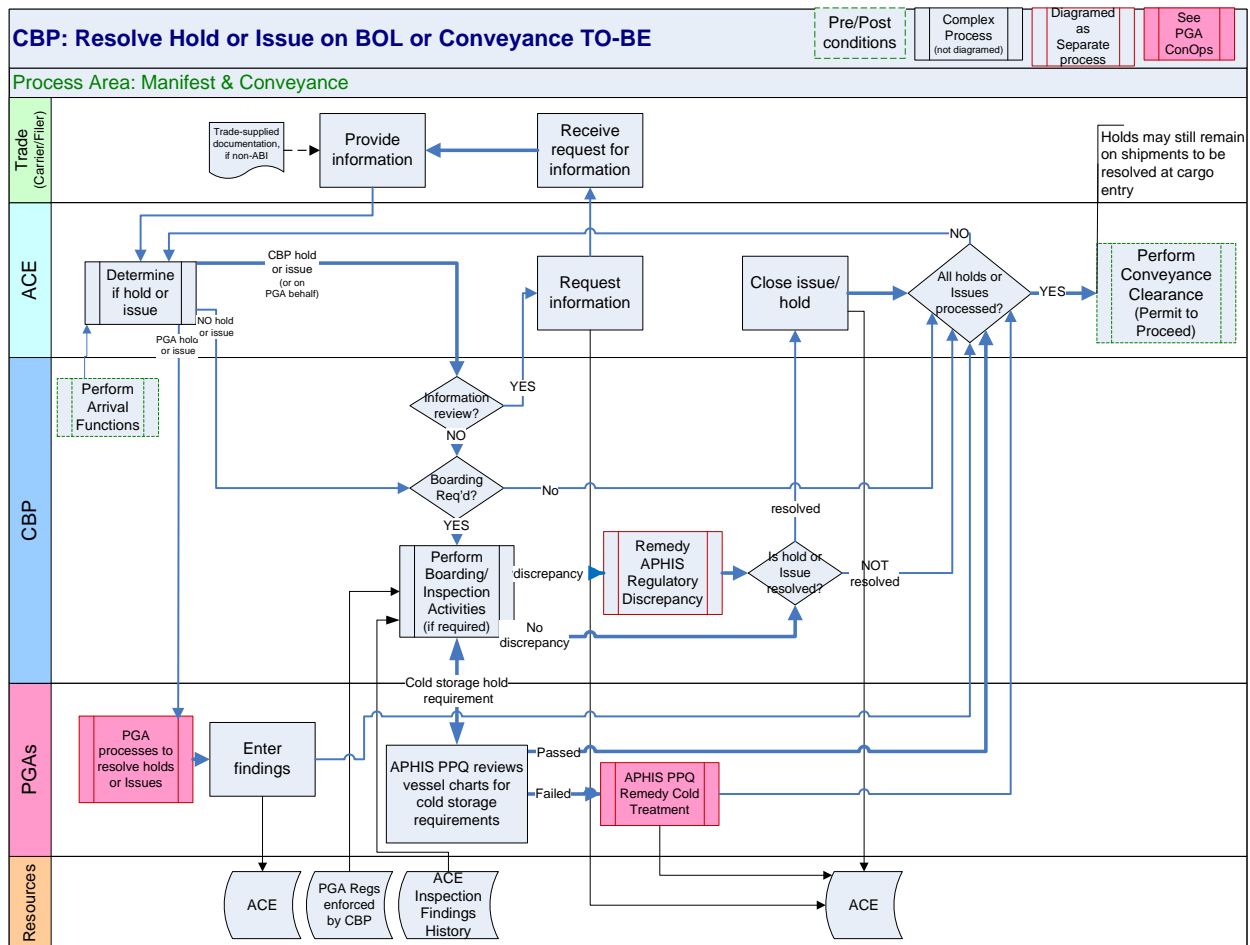 CBP: Resolve Hold or Issue on BOL or Conveyance TO-BE
Pre/Post
conditions
Complex
Process
(not diagramed)
Diagramed
as
Separate
process
See
PGA
ConOps
Process Area: Manifest & Conveyance
Trade
(Carrier/Filer)
Trade-supplied
documentation,
if non-ABI
Provide
information
Receive
request for
information
Holds may still remain
on shipments to be
resolved at cargo
entry
ACE
Determine
if hold or
issue
CBP hold
or issue
(or on
PGA behalf)
NO hold
or issue
PGA hold
or issue
Request
information
Close issue/
hold
NO
All holds or
Issues
processed?
YES
Perform
Conveyance
Clearance
(Permit to
Proceed)
CBP
Perform
Arrival
Functions
Information
review?
YES
NO
Boarding
Req'd?
No
YES
Perform
Boarding/
Inspection
Activities
(if required)
discrepancy
No
discrepancy
Remedy
APHIS
Regulatory
Discrepancy
resolved
Is hold or
Issue
resolved?
NOT
resolved
Cold storage hold
requirement
PGAs
PGA
processes to
resolve holds
or Issues
Enter
findings
APHIS PPQ reviews
vessel charts for
cold storage
requirements
Passed
Failed
APHIS PPQ
Remedy Cold
Treatment
Resources
ACE
PGA Regs
enforced
by CBP
ACE
Inspection
Findings
History
ACE